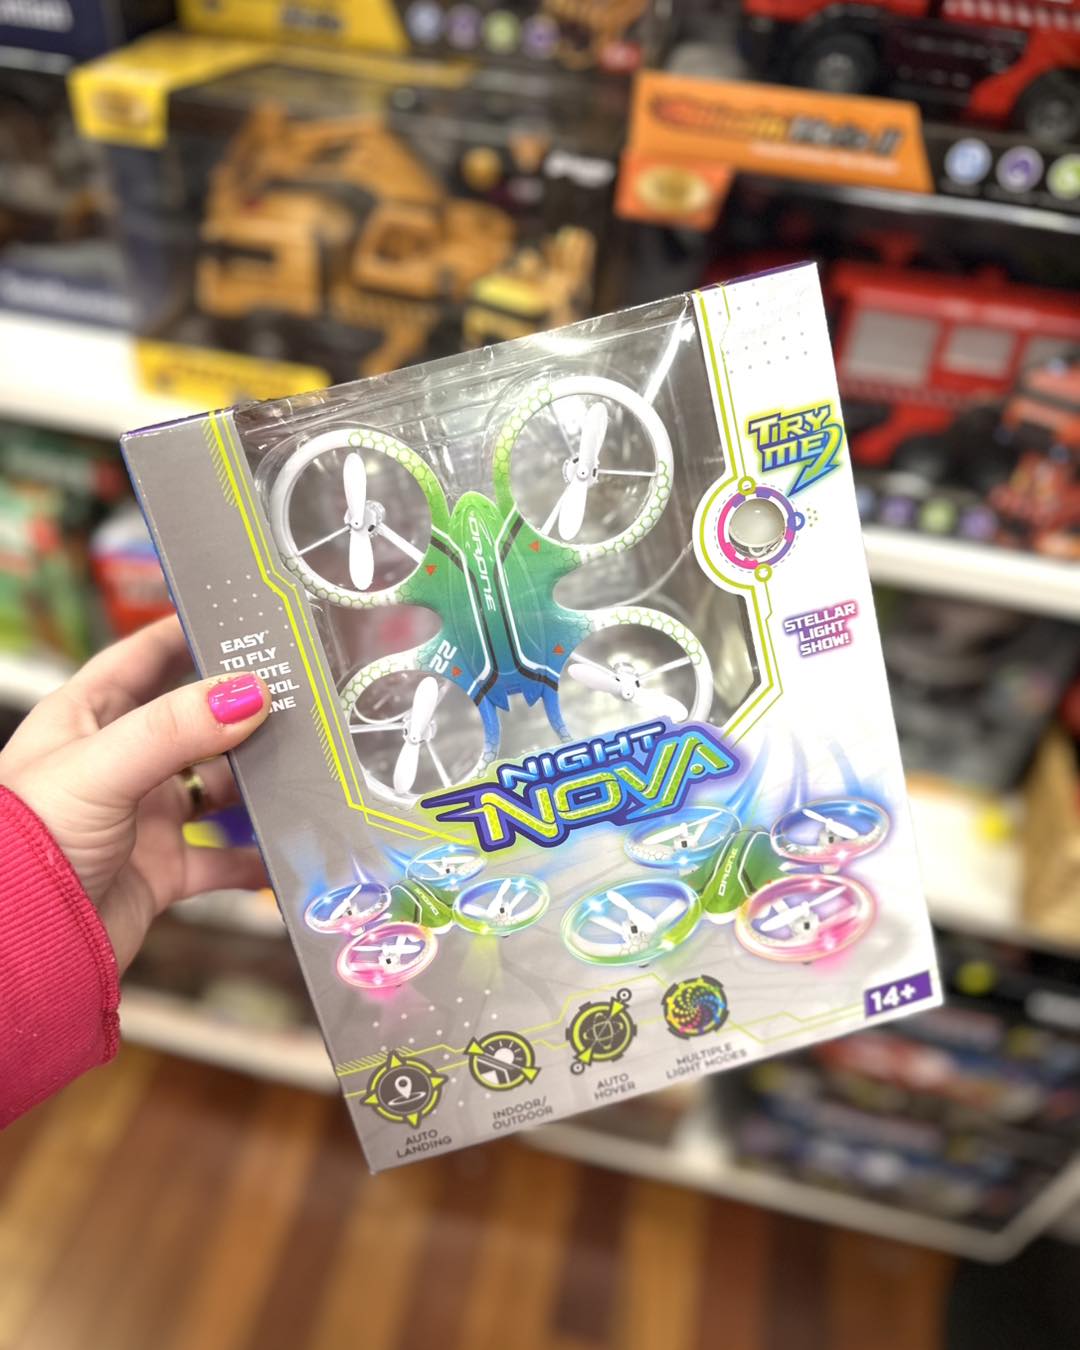 TRY
ME
DRONE
22
STELLAR
LIGHT
SHOW!
EASY
TO FLY
NIGHT
NOVA
DRONE
DRONE
14+
AUTO
LANDING
INDOOR/
OUTDOOR
AUTO
HOVER
MULTIPLE
LIGHT MODES